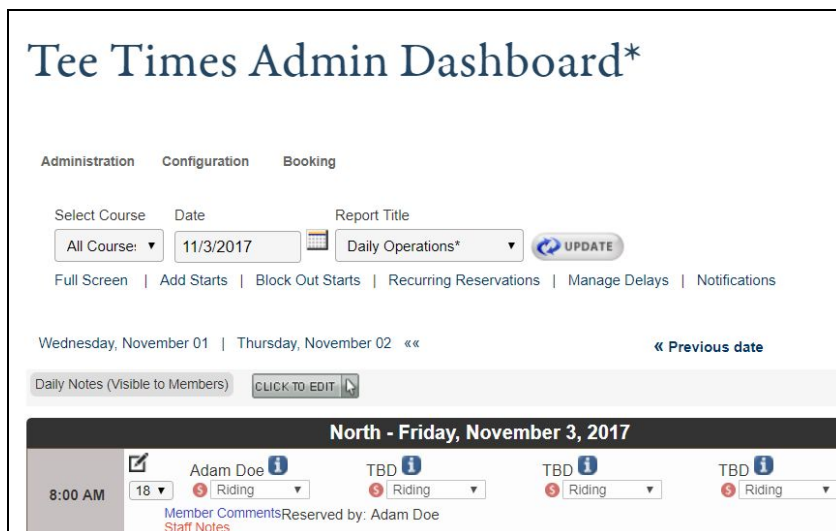 Tee Times Admin Dashboard*
Administration Configuration Booking
Select Course Date Report Title
All Course: 11/3/2017 Daily Operations* UPDATE
Full Screen | Add Starts | Block Out Starts | Recurring Reservations | Manage Delays | Notifications
Wednesday, November 01 | Thursday, November 02 «« « Previous date
Daily Notes (Visible to Members) CLICK TO EDIT
North - Friday, November 3, 2017
Adam Doe i TBD i TBD i TBD i
8:00 AM 18 S Riding S Riding S Riding S Riding
Member Comments Reserved by: Adam Doe
Staff Notes